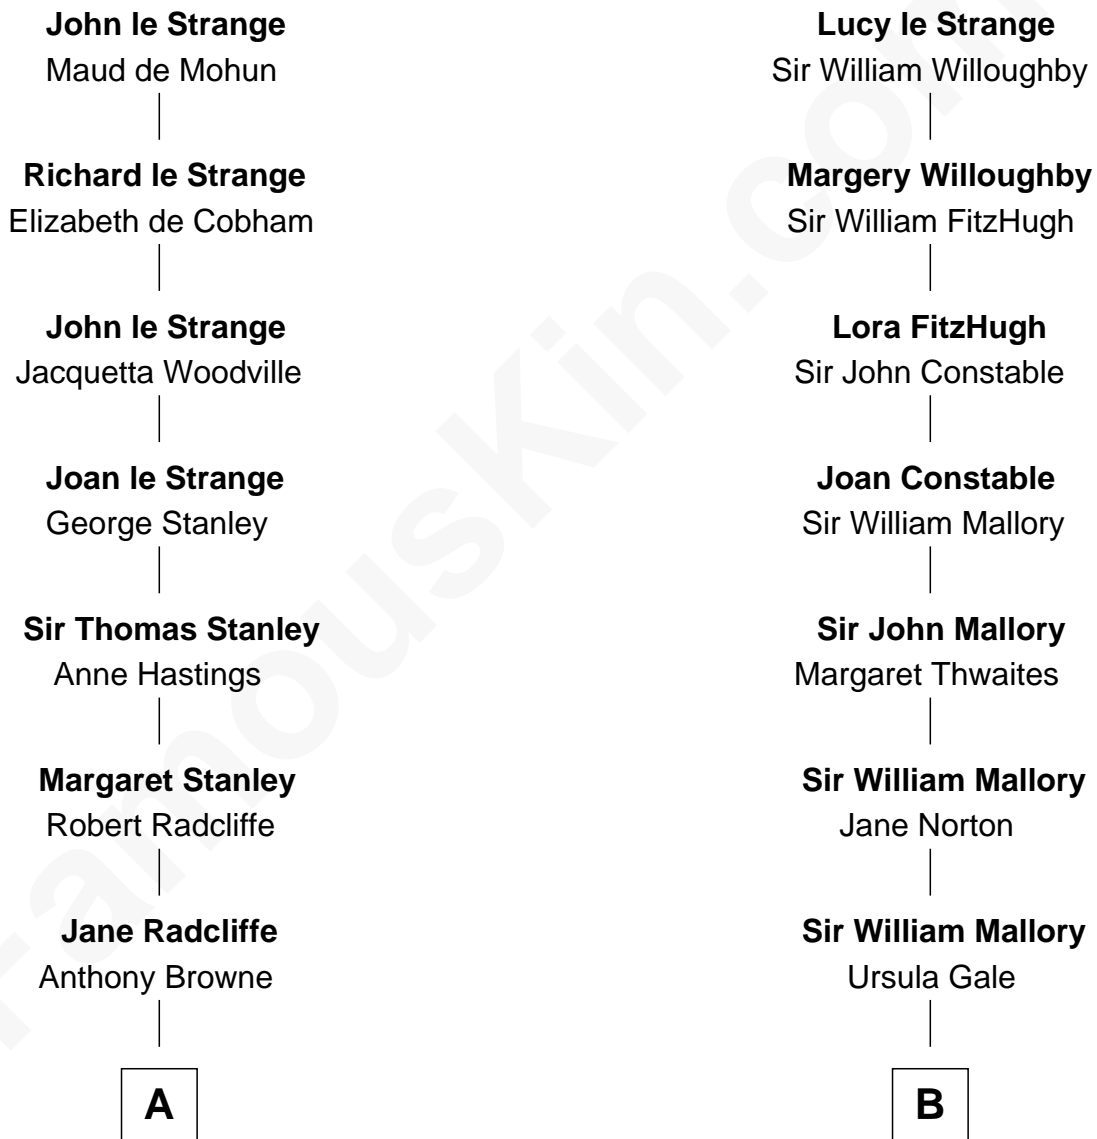 John le Strange
Maud de Mohun
Richard le Strange
Elizabeth de Cobham
John le Strange
Jacquetta Woodville
Joan le Strange
George Stanley
Sir Thomas Stanley
Anne Hastings
Margaret Stanley
Robert Radcliffe
Jane Radcliffe
Anthony Browne
A
Lucy le Strange
Sir William Willoughby
Margery Willoughby
Sir William FitzHugh
Lora FitzHugh
Sir John Constable
Joan Constable
Sir William Mallory
Sir John Mallory
Margaret Thwaites
Sir William Mallory
Jane Norton
Sir William Mallory
Ursula Gale
B
FamousKin.com